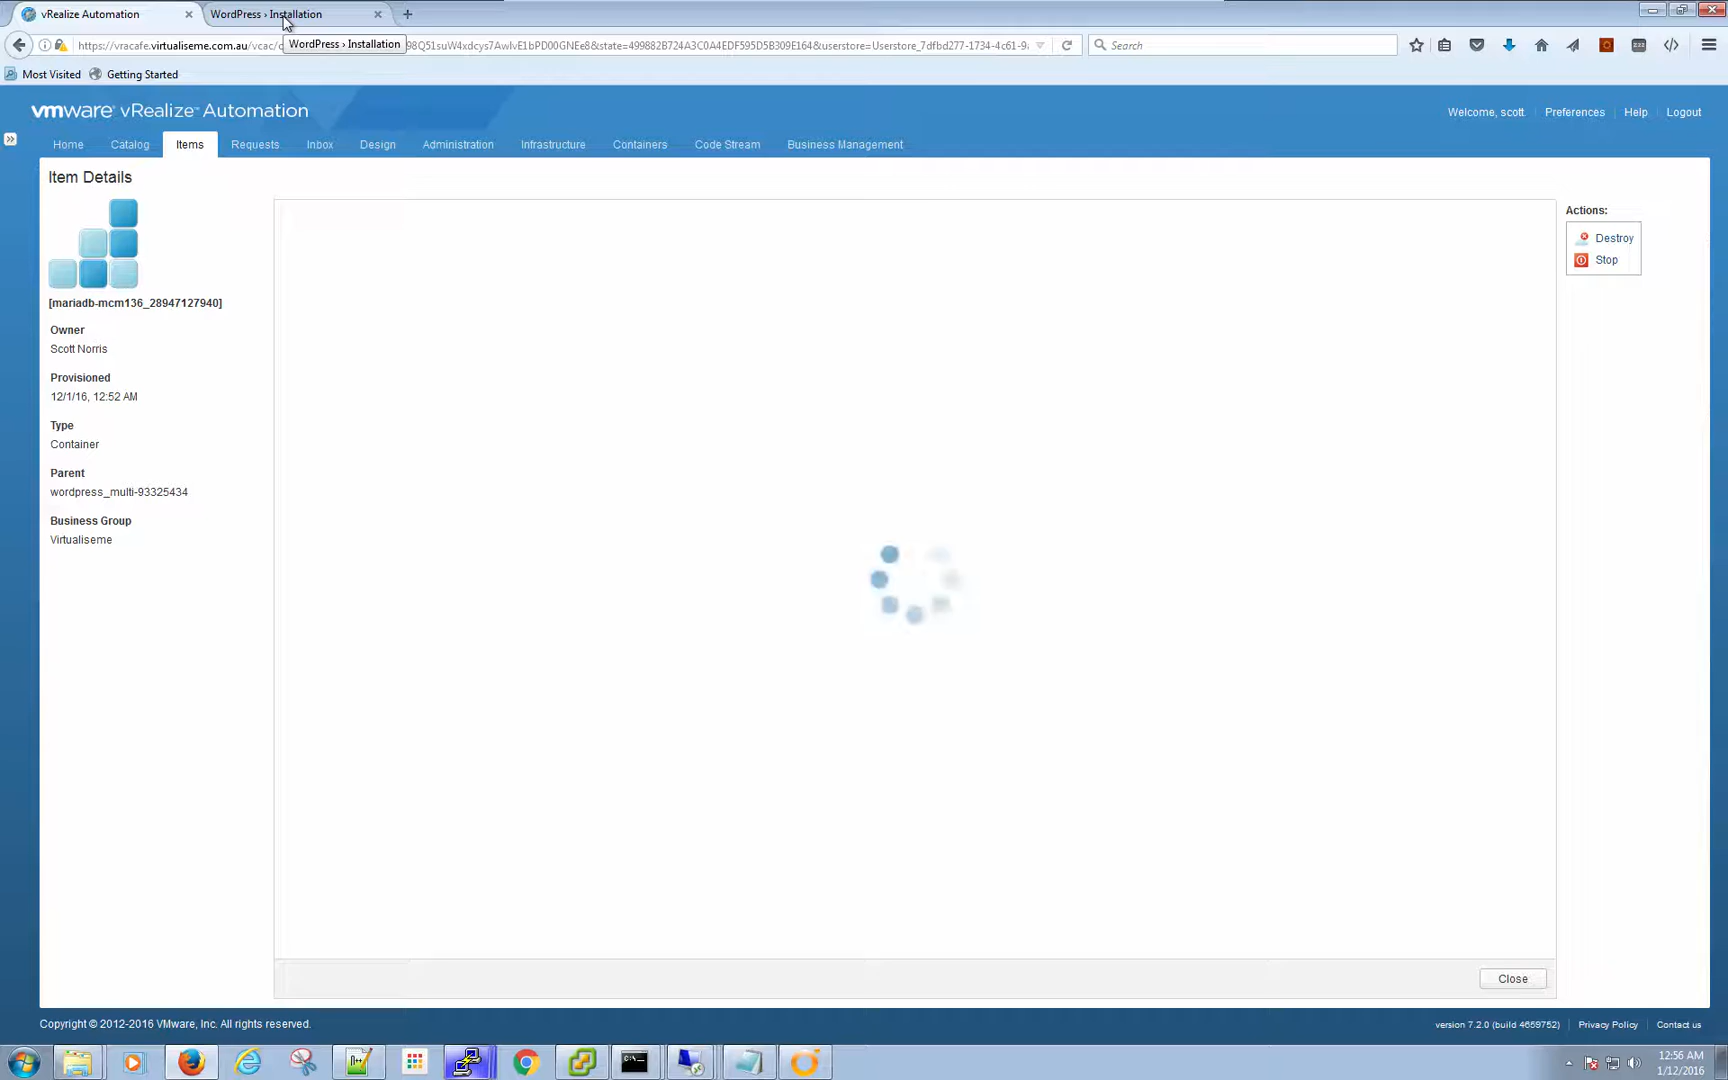 vRealize Automation
WordPress › Installation
https://vracafe.virtualiseme.com.au/vcac/
WordPress › Installation
Search
Most Visited
Getting Started
vmware vRealize™ Automation
Welcome, scott
Preferences
Help
Logout
Home
Catalog
Items
Requests
Inbox
Design
Administration
Infrastructure
Containers
Code Stream
Business Management
Item Details
[mariadb-mcm136_28947127940]
Owner
Scott Norris
Provisioned
12/1/16, 12:52 AM
Type
Container
Parent
wordpress_multi-93325434
Business Group
Virtualiseme
Actions:
Destroy
Stop
Close
Copyright © 2012-2016 VMware, Inc. All rights reserved.
version 7.2.0 (build 4659752)
Privacy Policy
Contact us
12:56 AM
1/12/2016